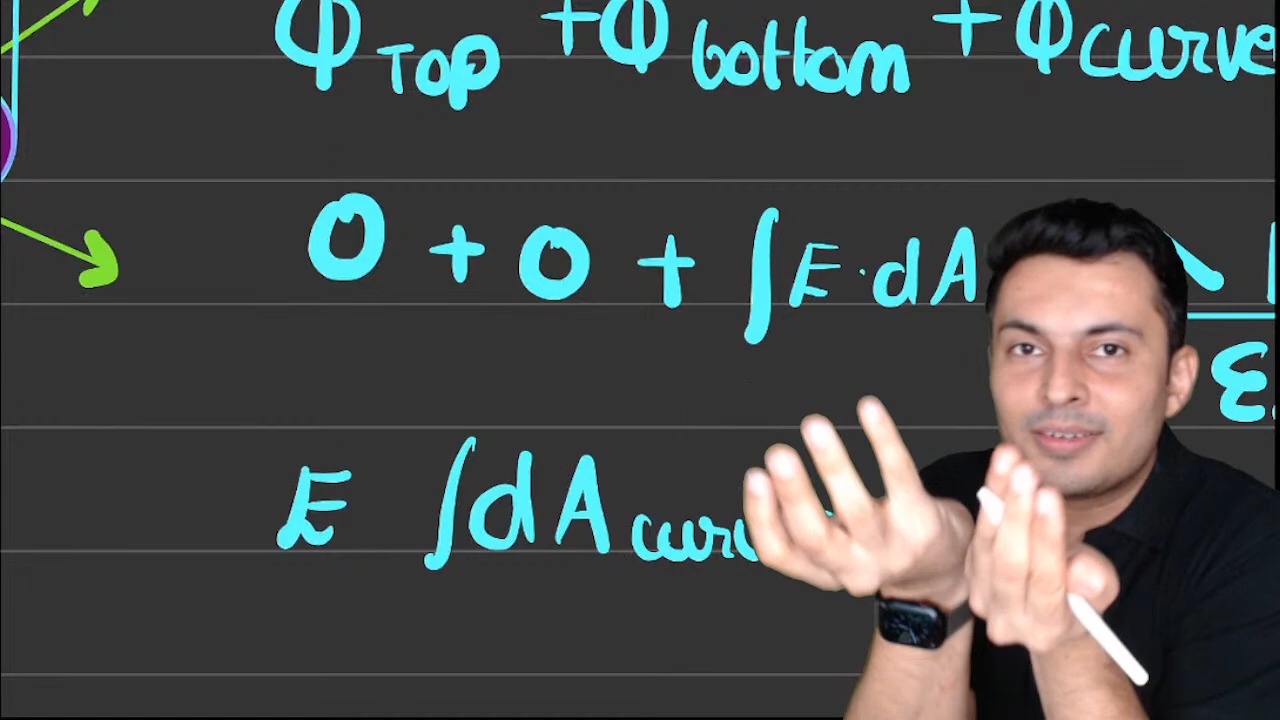 Φ Top + Φ bottom + Φ curve
0 + 0 + ∫ E · dA
ε
E ∫ dA